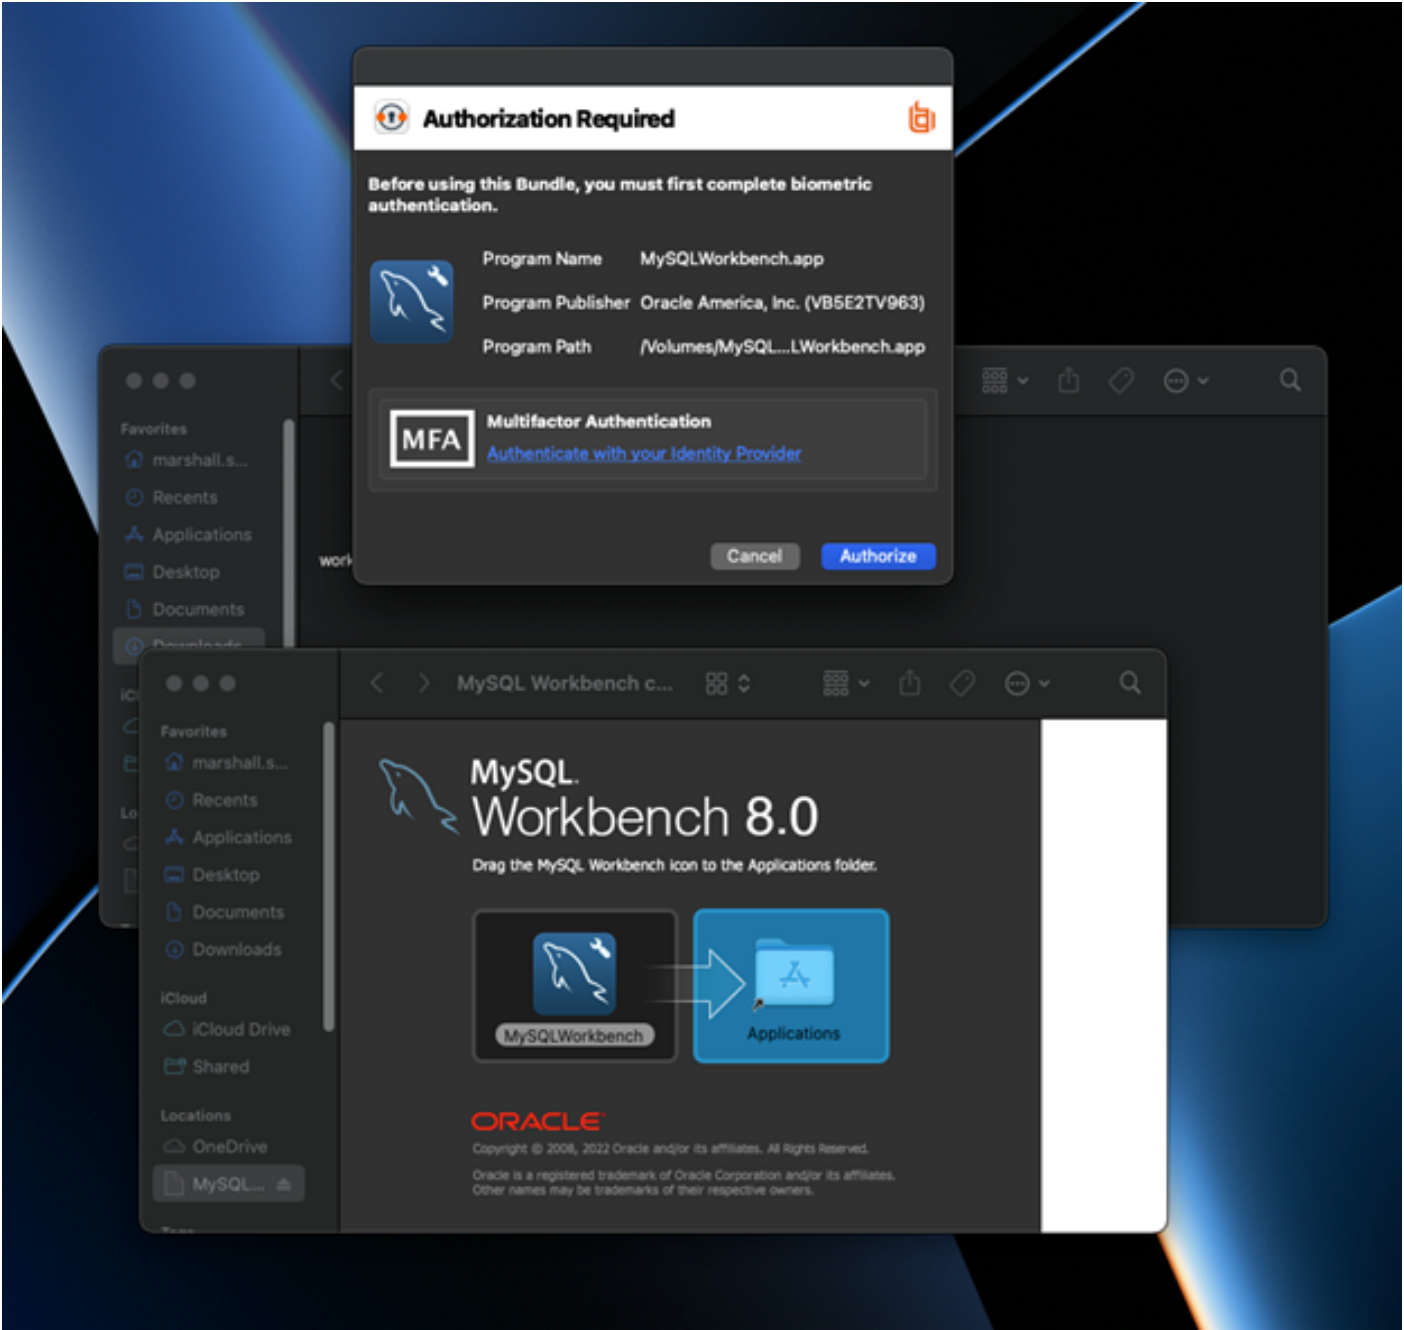 Authorization Required
Before using this Bundle, you must first complete biometric
authentication.
Program Name MySQLWorkbench.app
Program Publisher Oracle America, Inc. (VB5E2TV963)
Program Path /Volumes/MySQL...LWorkbench.app
MFA
Multifactor Authentication
Authenticate with your Identity Provider
Cancel
Authorize
Favorites
marshall.s...
Recents
Applications
Desktop
Documents
Downloads
work
MySQL Workbench c...
Favorites
marshall.s...
Recents
Applications
Desktop
Documents
Downloads
iCloud
iCloud Drive
Shared
Locations
OneDrive
MySQL...
Tags
MySQL.
Workbench 8.0
Drag the MySQL Workbench icon to the Applications folder.
MySQLWorkbench
Applications
ORACLE
Copyright © 2008, 2022 Oracle and/or its affiliates. All Rights Reserved.
Oracle is a registered trademark of Oracle Corporation and/or its affiliates.
Other names may be trademarks of their respective owners.